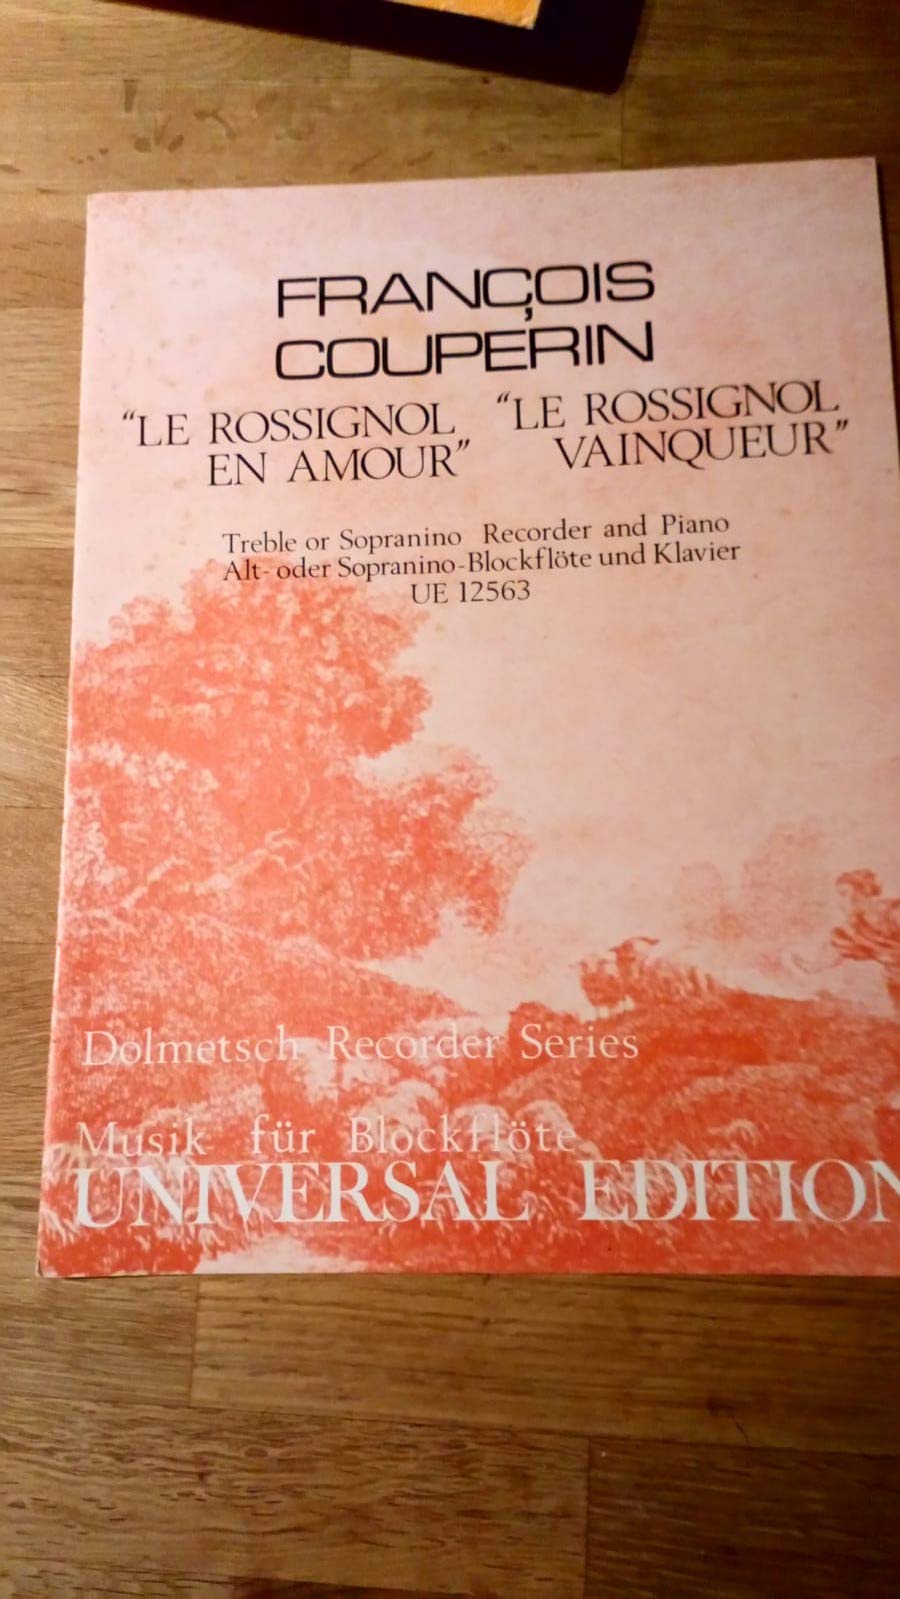 FRANÇOIS
COUPERIN
"LE ROSSIGNOL
EN AMOUR"
"LE ROSSIGNOL
VAINQUEUR"
Treble or Sopranino Recorder and Piano
Alt- oder Sopranino-Blockflöte und Klavier
UE 12563
Dolmetsch Recorder Series
Musik für Blockflöte
UNIVERSAL EDITION